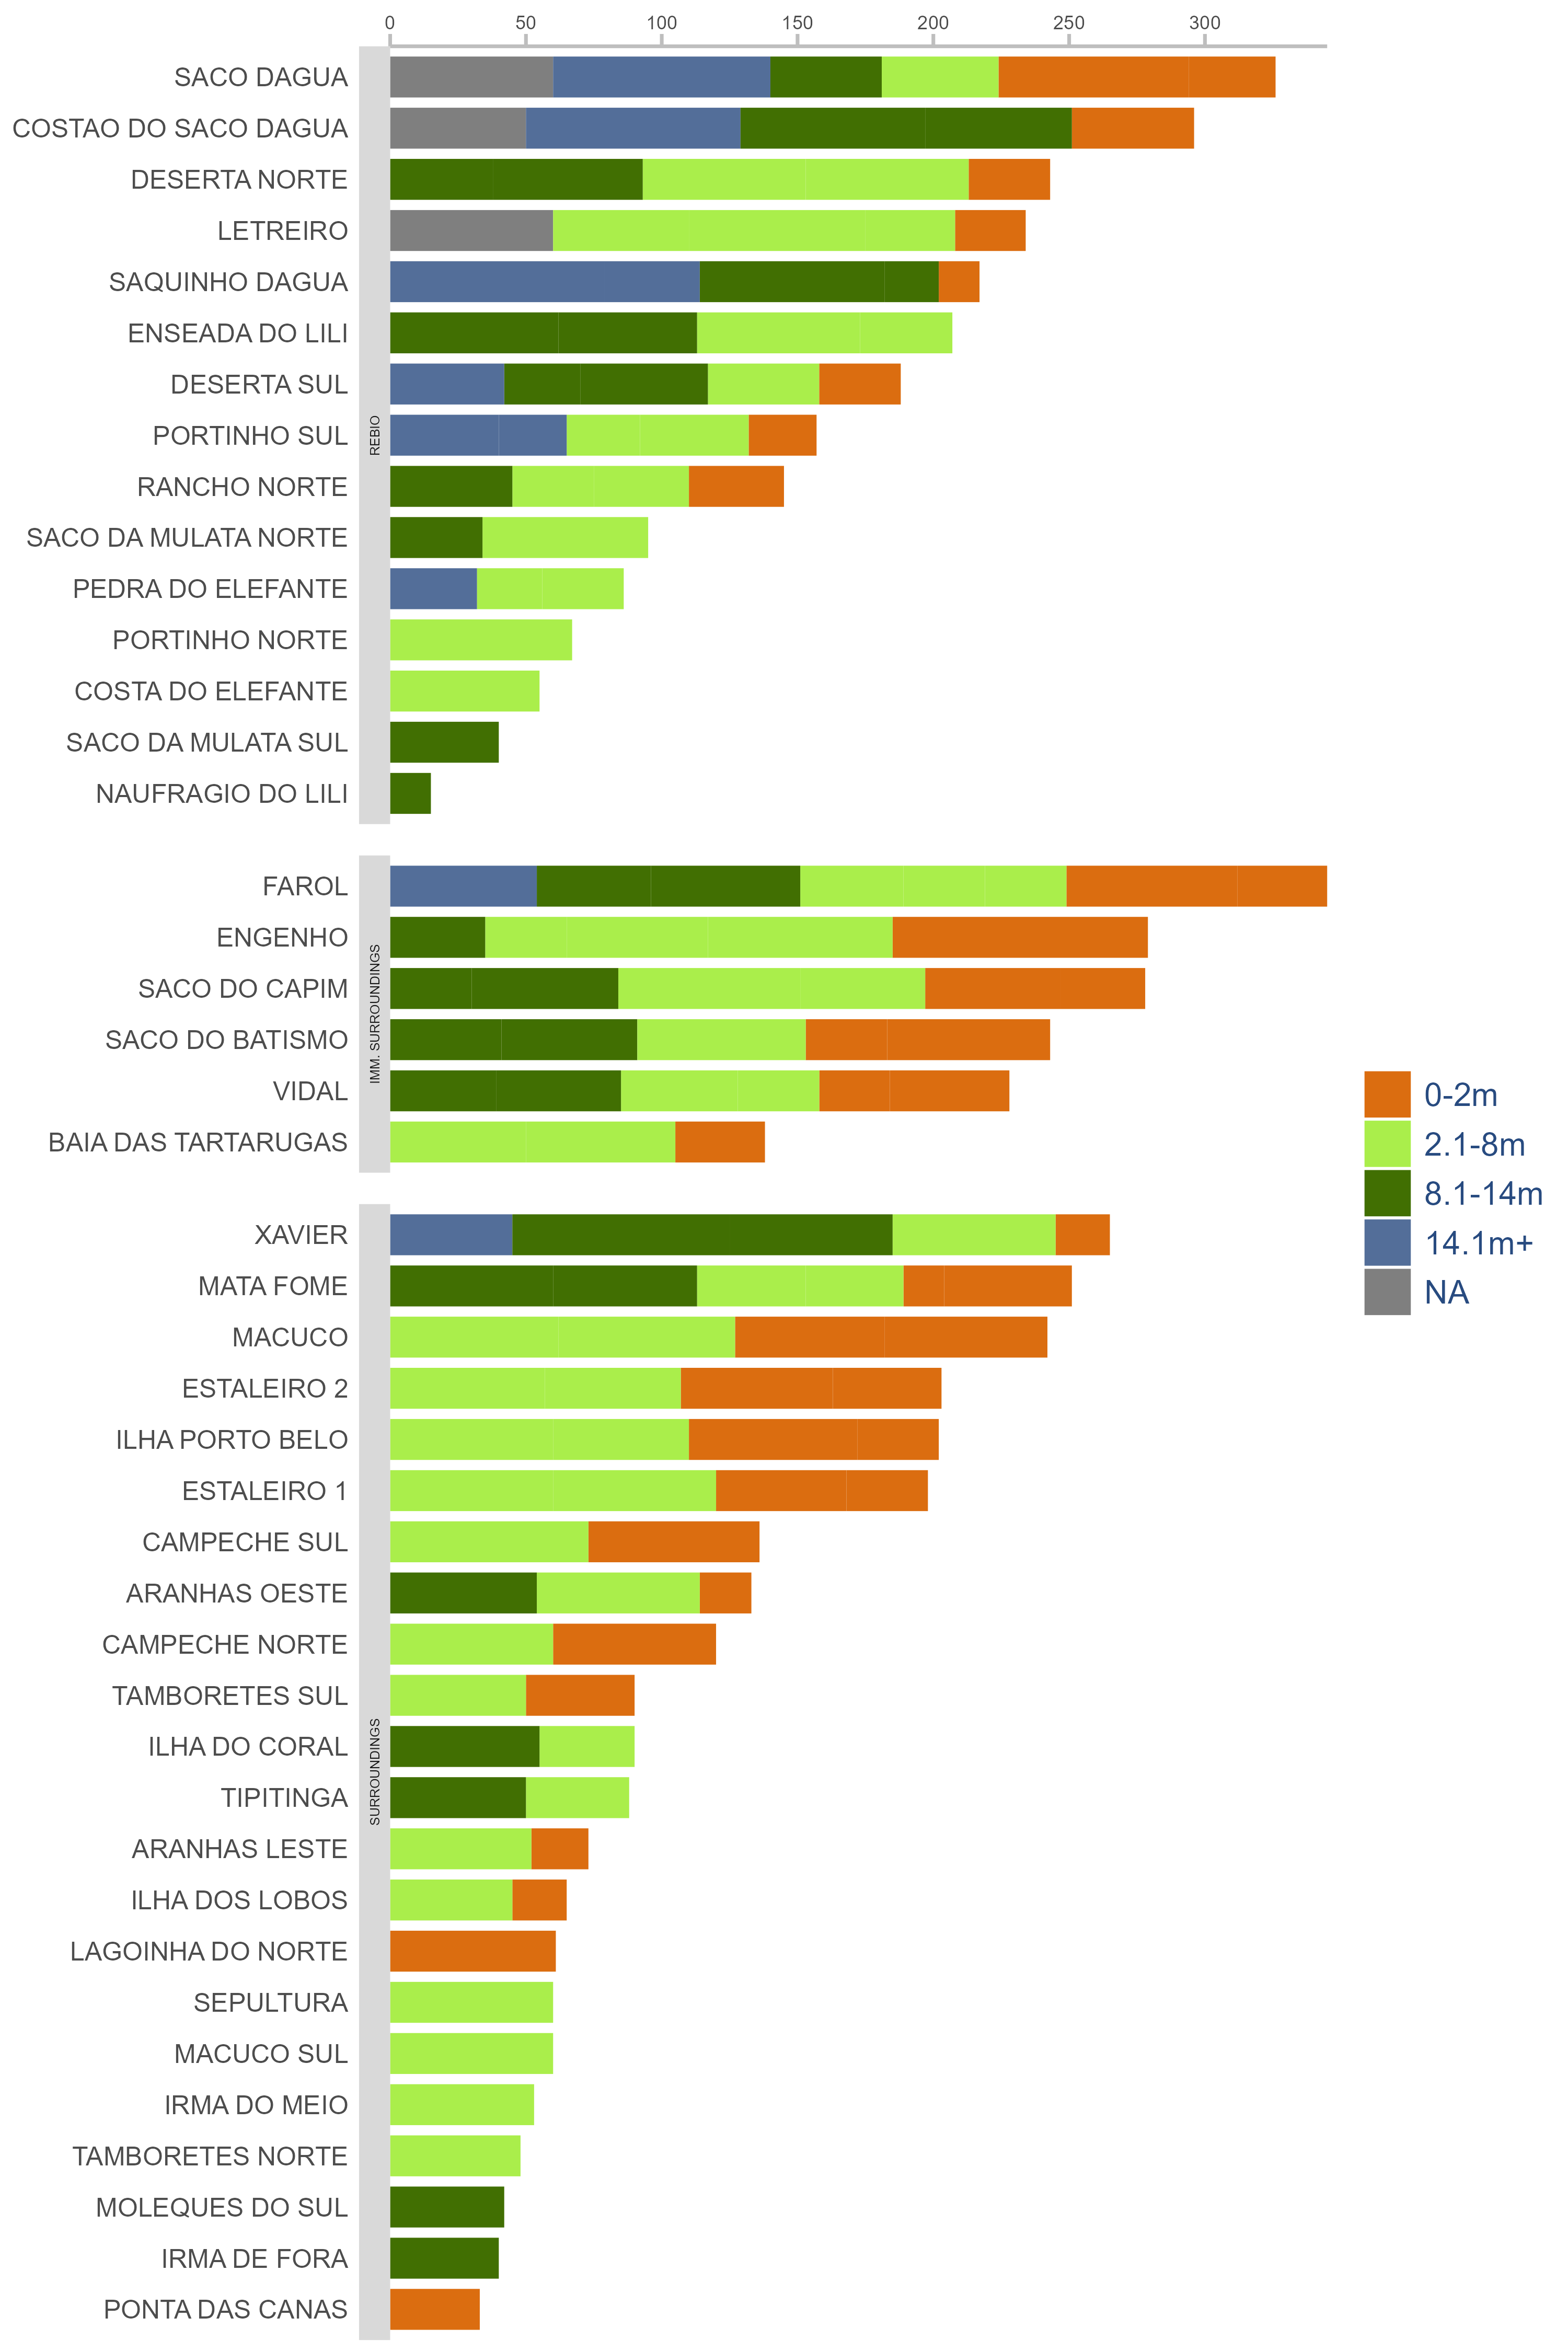 0 50 100 150 200 250 300
SACO DAGUA
COSTAO DO SACO DAGUA
DESERTA NORTE
LETREIRO
SAQUINHO DAGUA
ENSEADA DO LILI
DESERTA SUL
PORTINHO SUL
RANCHO NORTE
SACO DA MULATA NORTE
PEDRA DO ELEFANTE
PORTINHO NORTE
COSTA DO ELEFANTE
SACO DA MULATA SUL
NAUFRAGIO DO LILI
REBIO
FAROL
ENGENHO
SACO DO CAPIM
SACO DO BATISMO
VIDAL
BAIA DAS TARTARUGAS
IMM. SURROUNDINGS
XAVIER
MATA FOME
MACUCO
ESTALEIRO 2
ILHA PORTO BELO
ESTALEIRO 1
CAMPECHE SUL
ARANHAS OESTE
CAMPECHE NORTE
TAMBORETES SUL
ILHA DO CORAL
TIPITINGA
ARANHAS LESTE
ILHA DOS LOBOS
LAGOINHA DO NORTE
SEPULTURA
MACUCO SUL
IRMA DO MEIO
TAMBORETES NORTE
MOLEQUES DO SUL
IRMA DE FORA
PONTA DAS CANAS
SURROUNDINGS
0-2m
2.1-8m
8.1-14m
14.1m+
NA